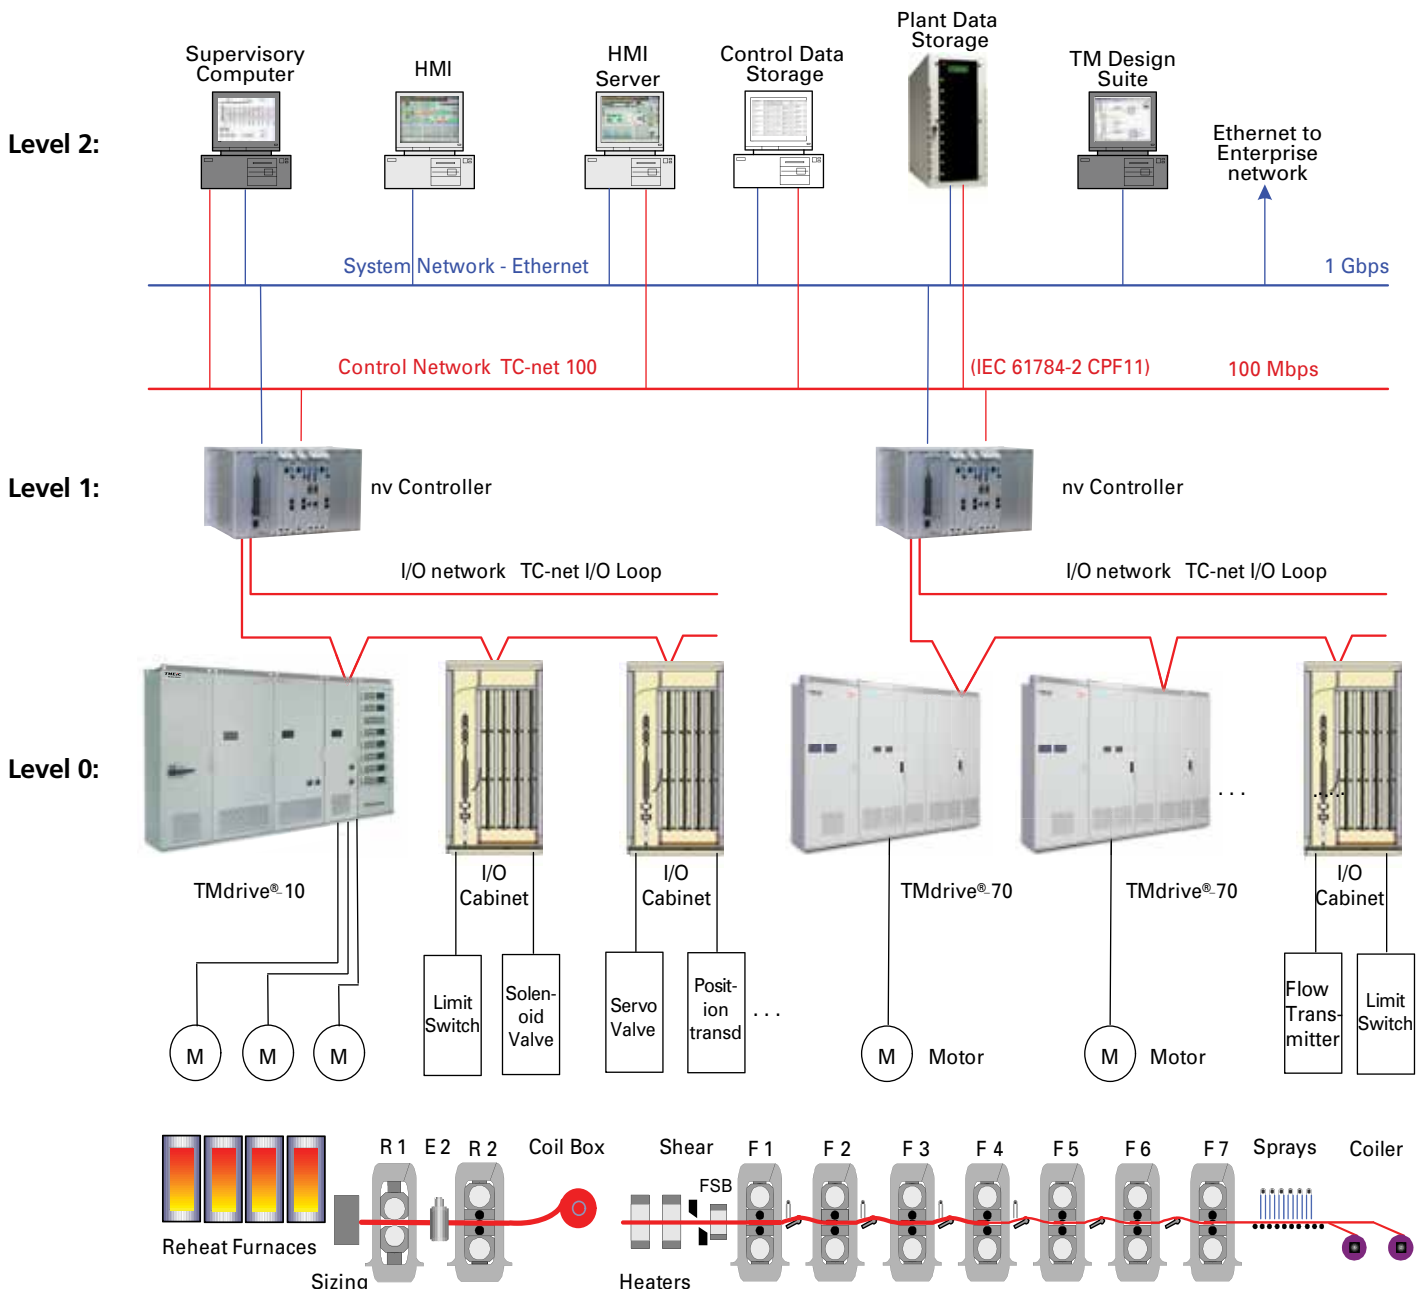 Plant Data
Storage
Supervisory
Computer
HMI
HMI
Server
Control Data
Storage
TM Design
Suite
Level 2:
Ethernet to
Enterprise
network
System Network - Ethernet
1 Gbps
Control Network TC-net 100
(IEC 61784-2 CPF11)
100 Mbps
Level 1:
nv Controller
nv Controller
I/O network TC-net I/O Loop
I/O network TC-net I/O Loop
Level 0:
TMdrive®-10
I/O
Cabinet
I/O
Cabinet
TMdrive®-70
TMdrive®-70
I/O
Cabinet
. . .
Limit
Switch
Solen-
oid
Valve
Servo
Valve
Posit-
ion
transd
. . .
Flow
Trans-
mitter
Limit
Switch
M
M
M
M
Motor
M
Motor
R 1
E 2
R 2
Coil Box
Shear
FSB
F 1
F 2
F 3
F 4
F 5
F 6
F 7
Sprays
Coiler
Reheat Furnaces
Sizing
Heaters